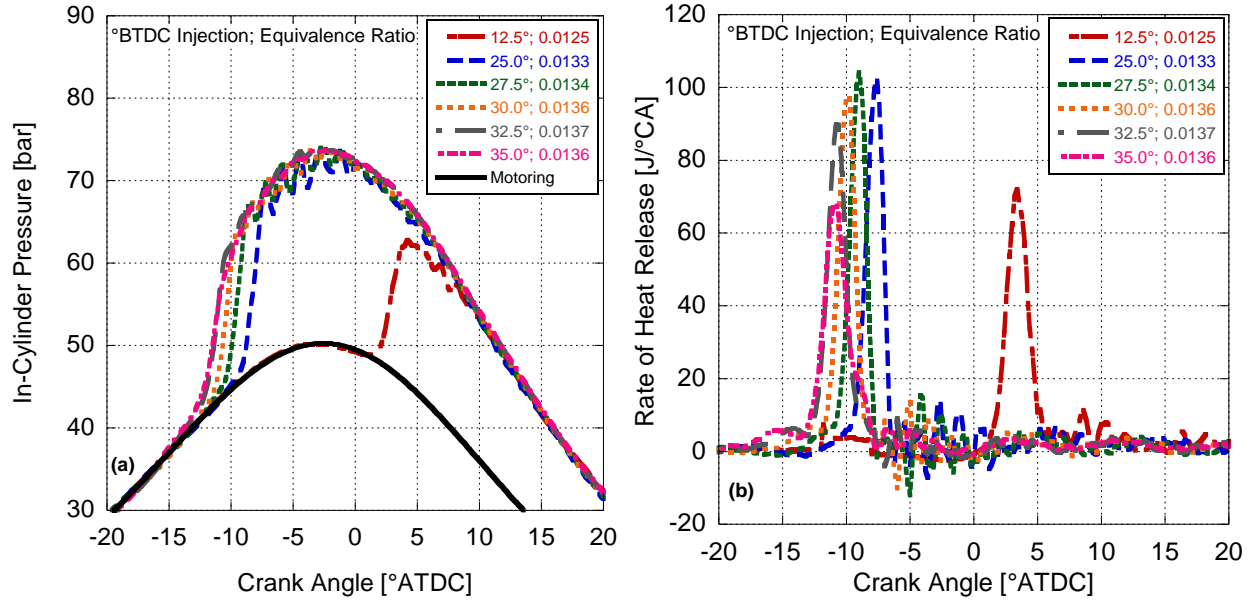 °BTDC Injection; Equivalence Ratio
12.5°; 0.0125
25.0°; 0.0133
27.5°; 0.0134
30.0°; 0.0136
32.5°; 0.0137
35.0°; 0.0136
Motoring
90
80
70
60
50
40
30
In-Cylinder Pressure [bar]
(a)
-20 -15 -10 -5 0 5 10 15 20
Crank Angle [°ATDC]
°BTDC Injection; Equivalence Ratio
12.5°; 0.0125
25.0°; 0.0133
27.5°; 0.0134
30.0°; 0.0136
32.5°; 0.0137
35.0°; 0.0136
120
100
80
60
40
20
0
-20
Rate of Heat Release [J/°CA]
(b)
-20 -15 -10 -5 0 5 10 15 20
Crank Angle [°ATDC]